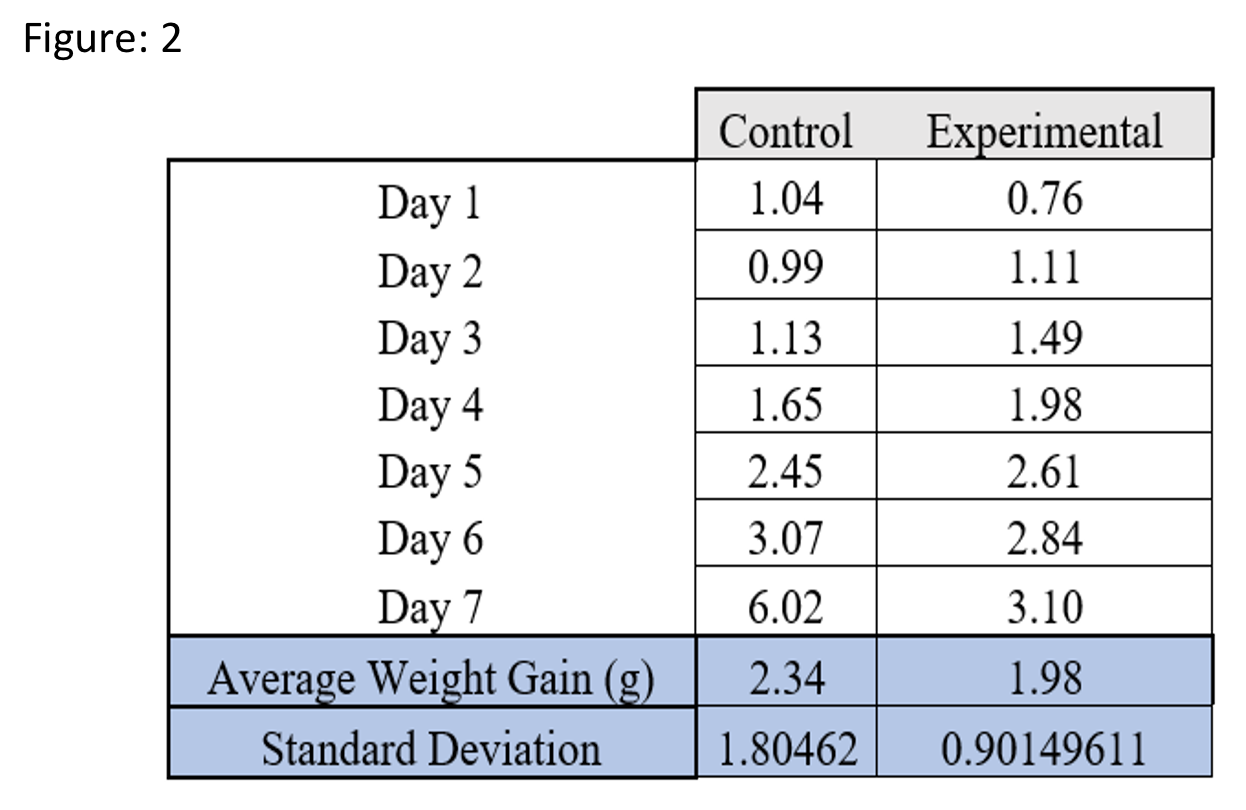 Figure: 2
Control Experimental
Day 1 1.04 0.76
Day 2 0.99 1.11
Day 3 1.13 1.49
Day 4 1.65 1.98
Day 5 2.45 2.61
Day 6 3.07 2.84
Day 7 6.02 3.10
Average Weight Gain (g) 2.34 1.98
Standard Deviation 1.80462 0.90149611